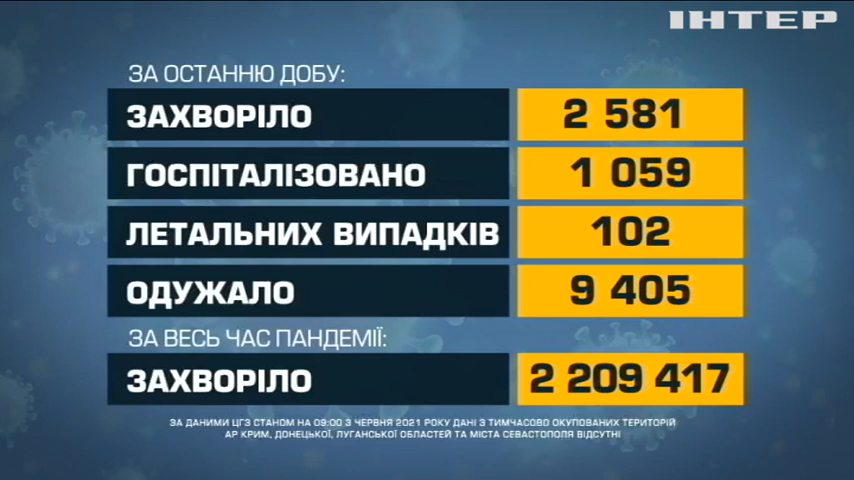 ІНТЕР
ЗА ОСТАННЮ ДОБУ:
ЗАХВОРІЛО 2 581
ГОСПІТАЛІЗОВАНО 1 059
ЛЕТАЛЬНИХ ВИПАДКІВ 102
ОДУЖАЛО 9 405
ЗА ВЕСЬ ЧАС ПАНДЕМІЇ:
ЗАХВОРІЛО 2 209 417
ЗА ДАНИМИ ЦГЗ СТАНОМ НА 09:00 3 ЧЕРВНЯ 2021 РОКУ ДАНІ З ТИМЧАСОВО ОКУПОВАНИХ ТЕРИТОРІЙ
АР КРИМ, ДОНЕЦЬКОЇ, ЛУГАНСЬКОЇ ОБЛАСТЕЙ ТА МІСТА СЕВАСТОПОЛЯ ВІДСУТНІ